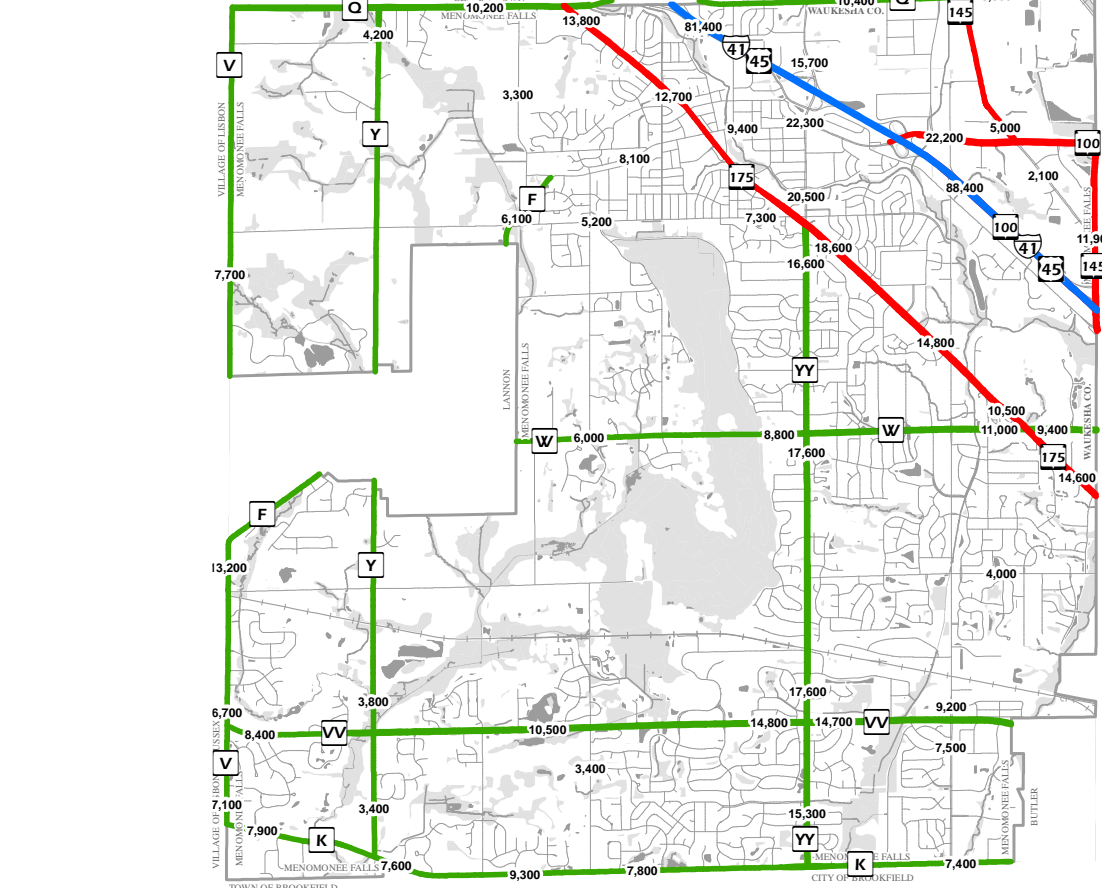 Q
10,200
MENOMONEE FALLS
10,400
Q
WAUKESHA CO.
145
13,800
81,400
4,200
41
45
15,700
V
3,300
12,700
22,300
9,400
5,000
22,200
100
Y
VILLAGE OF LISBON
MENOMONEE FALLS
8,100
2,100
175
88,400
F
20,500
6,100
5,200
7,300
100
18,600
41
11,90
16,600
45
145
7,700
14,800
YY
LANNON
MENOMONEE FALLS
10,500
WAUKESHA CO.
W
6,000
8,800
W
11,000
9,400
17,600
175
14,600
F
13,200
Y
4,000
17,600
3,800
6,700
9,200
8,400
VV
10,500
14,800
14,700
VV
7,500
V
3,400
7,100
3,400
15,300
MENOMONEE FALLS
BUTLER
7,900
K
YY
MENOMONEE FALLS
7,600
MENOMONEE FALLS
K
7,400
9,300
7,800
CITY OF BROOKFIELD
TOWN OF BROOKFIELD